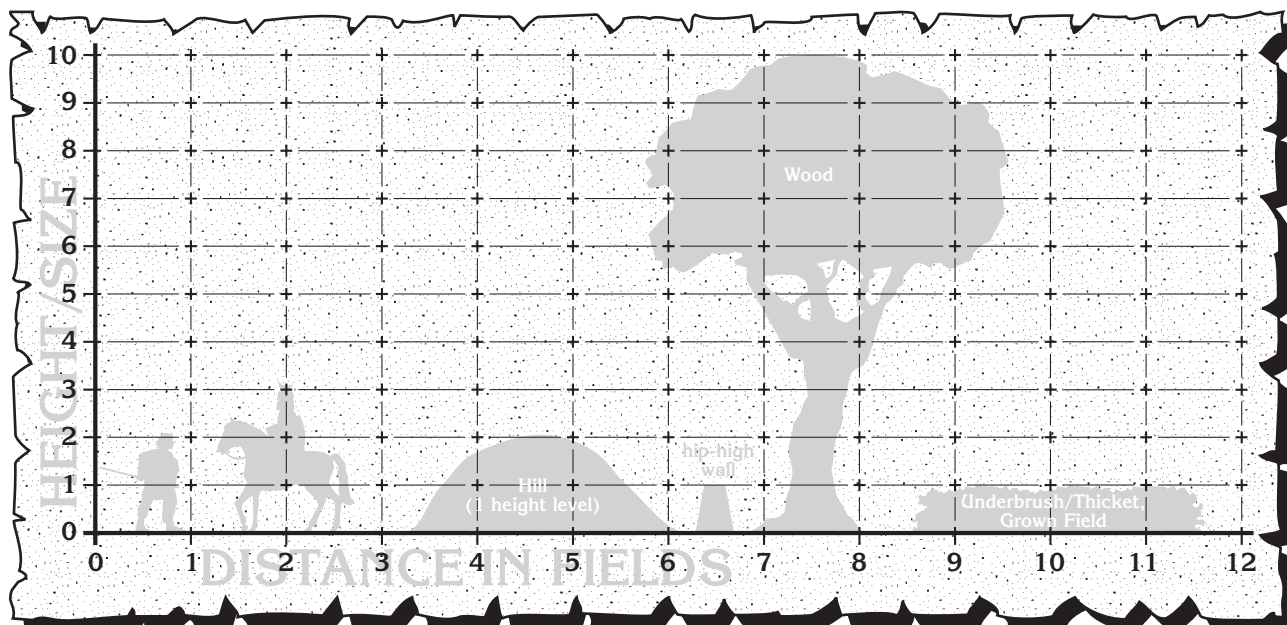 HEIGHT/SIZE
10
9
8
7
6
5
4
3
2
1
0
Wood
hip-high
wall
Hill
(1 height level)
Underbrush/Thicket,
Grown Field
0 1 2 3 4 5 6 7 8 9 10 11 12
DISTANCE IN FIELDS